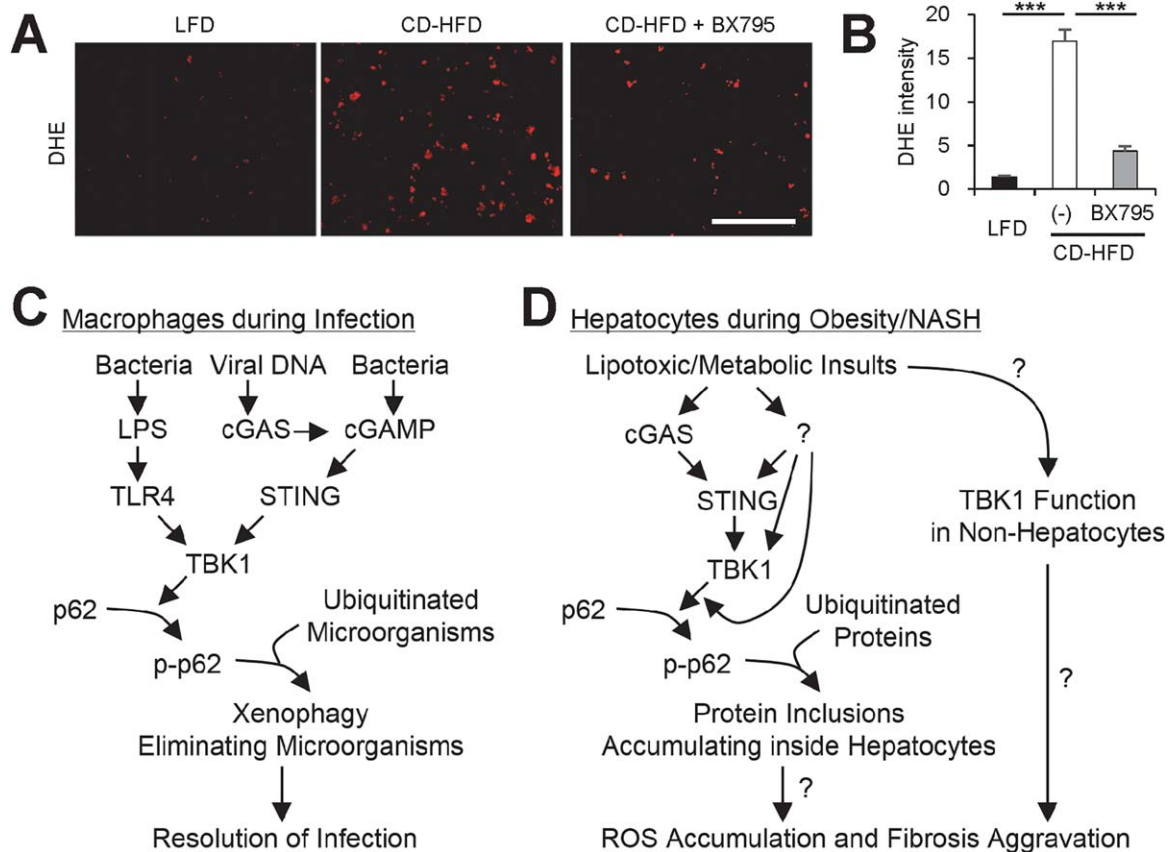 A
LFD
CD-HFD
CD-HFD + BX795
DHE
B
***
***
DHE intensity
20
15
10
5
0
LFD
(-)
BX795
CD-HFD
C
Macrophages during Infection
Bacteria
Viral DNA
Bacteria
LPS
cGAS
cGAMP
TLR4
STING
TBK1
p62
Ubiquitinated
Microorganisms
p-p62
Xenophagy
Eliminating Microorganisms
Resolution of Infection
D
Hepatocytes during Obesity/NASH
Lipotoxic/Metabolic Insults
?
cGAS
?
STING
TBK1 Function
in Non-Hepatocytes
TBK1
p62
Ubiquitinated
Proteins
p-p62
?
Protein Inclusions
Accumulating inside Hepatocytes
?
ROS Accumulation and Fibrosis Aggravation